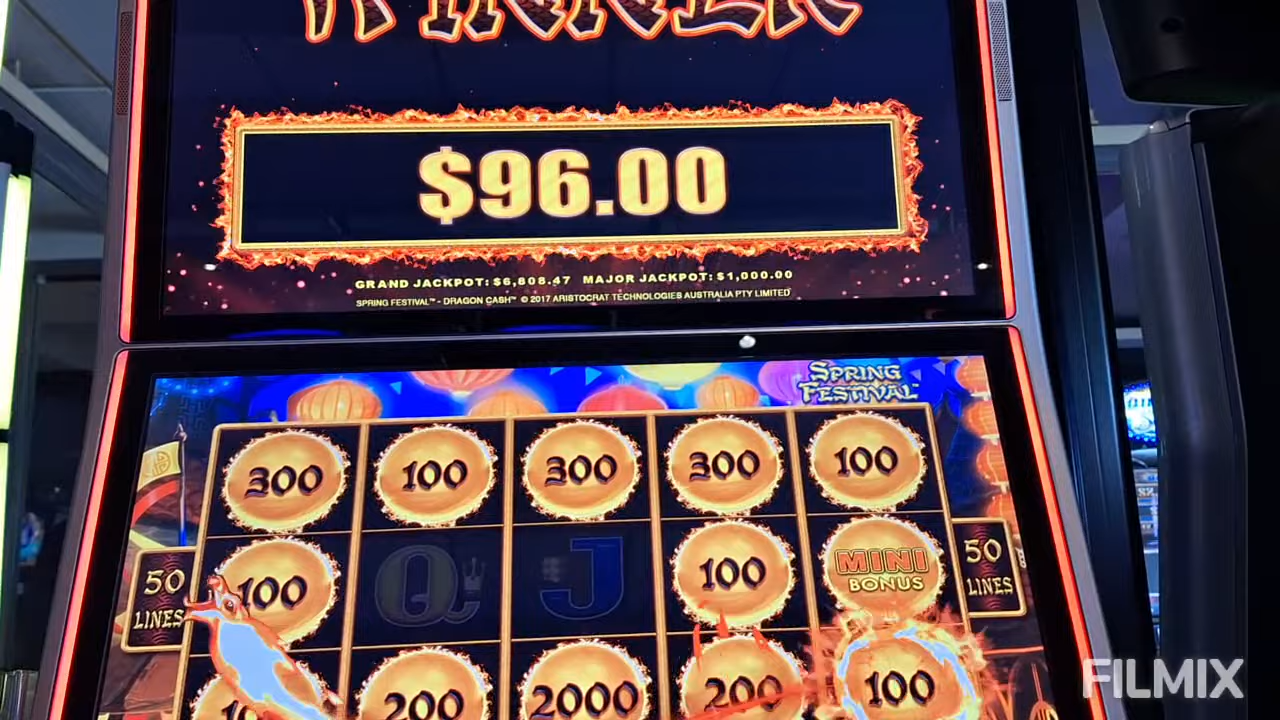 WINNER
$96.00
GRAND JACKPOT: $6,808.47 MAJOR JACKPOT: $1,000.00
SPRING FESTIVAL™ - DRAGON CASH™ © 2017 ARISTOCRAT TECHNOLOGIES AUSTRALIA PTY LIMITED
SPRING
FESTIVAL™
300 100 300 300 100
50
LINES
100 Q J 100
MINI
BONUS
50
LINES
200 2000 200 100
FILMIX